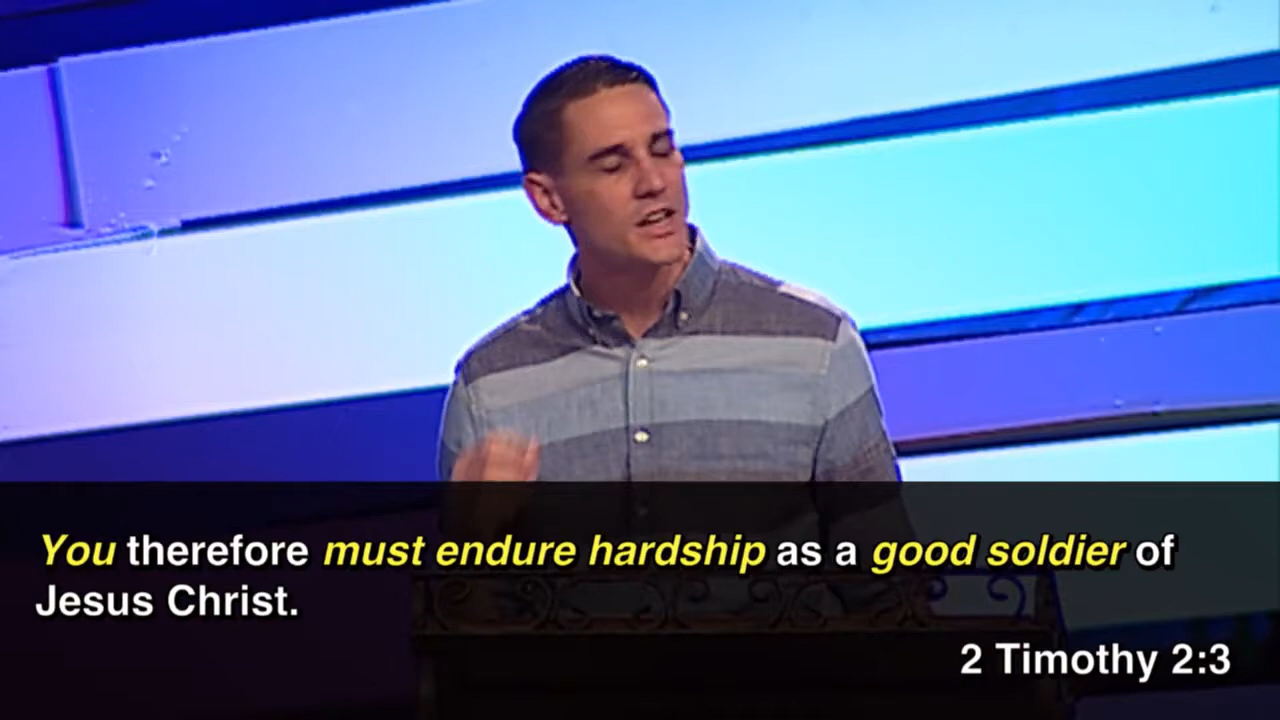 You therefore must endure hardship as a good soldier of
Jesus Christ.
2 Timothy 2:3